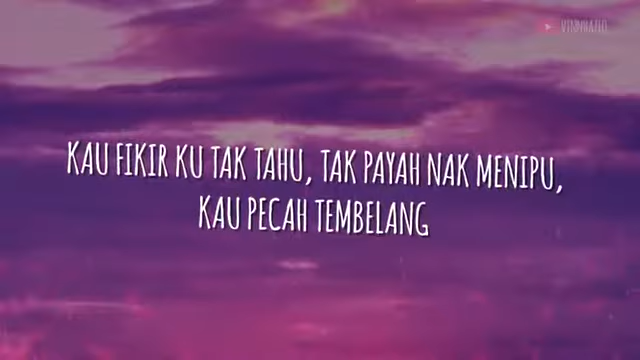 KAU FIKIR KU TAK TAHU, TAK PAYAH NAK MENIPU,
KAU PECAH TEMBELANG